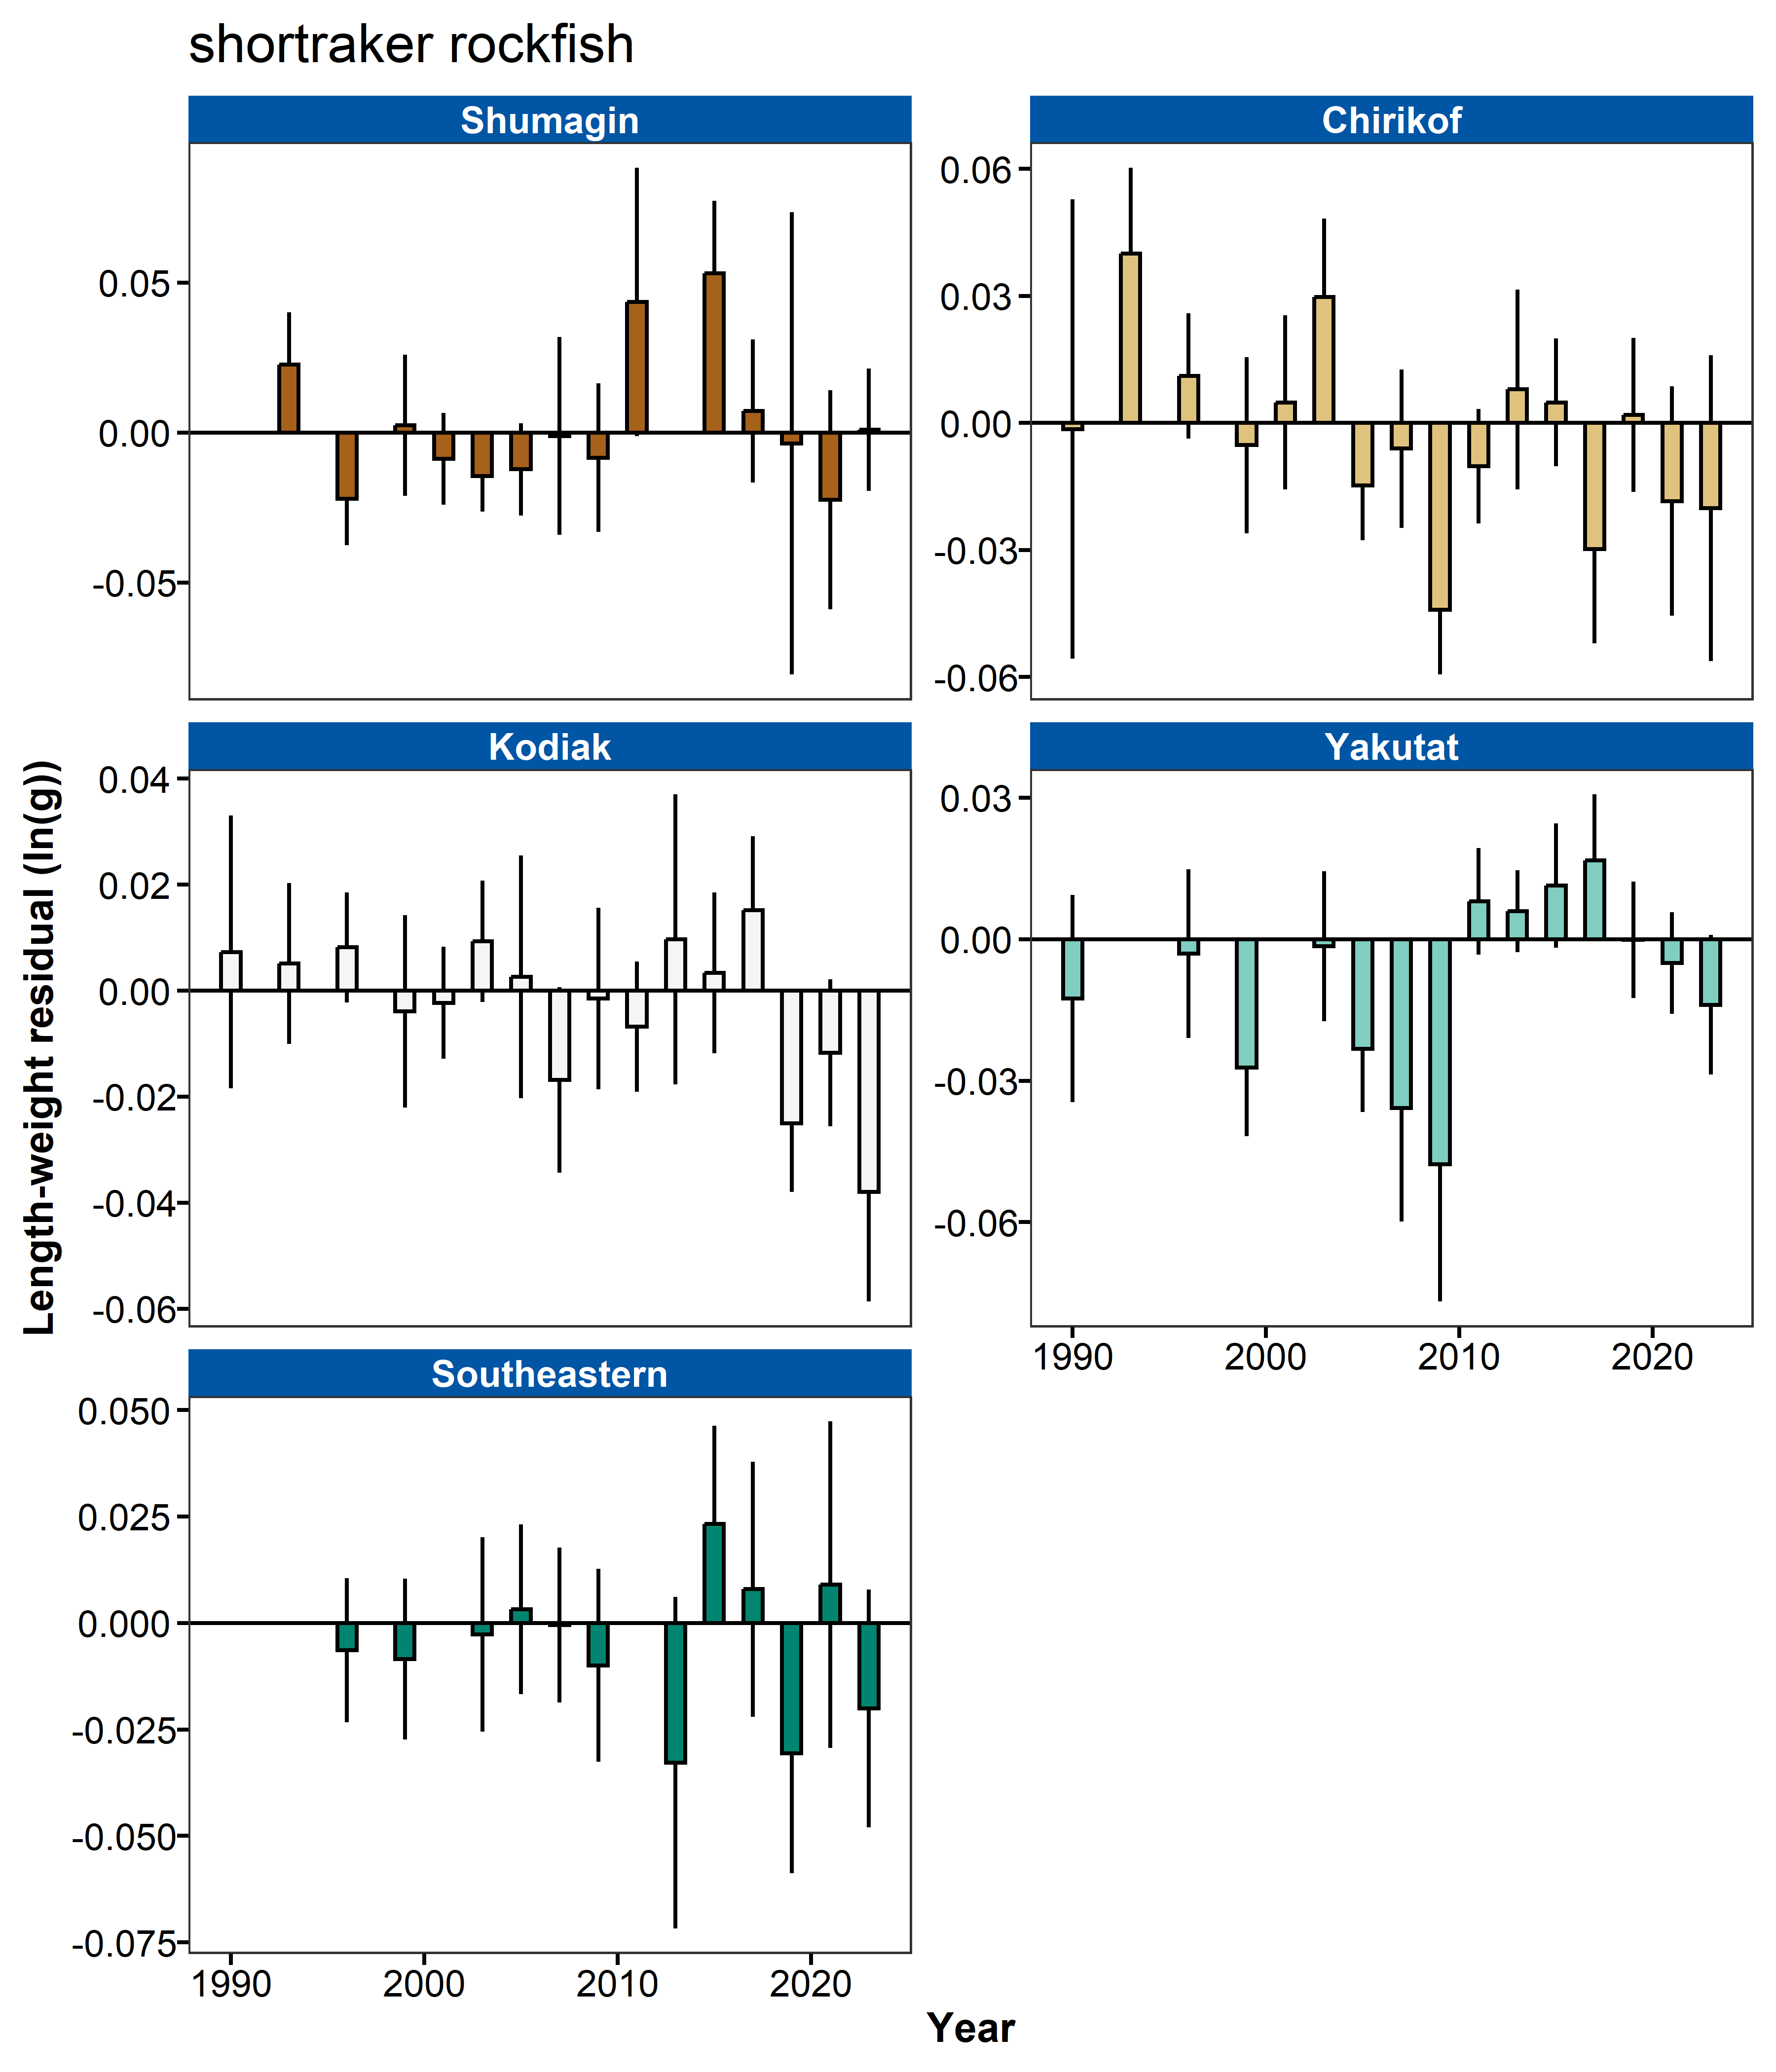 shortraker rockfish
Shumagin
0.05
0.00
-0.05
Chirikof
0.06
0.03
0.00
-0.03
-0.06
Length-weight residual (ln(g))
Kodiak
0.04
0.02
0.00
-0.02
-0.04
-0.06
Yakutat
0.03
0.00
-0.03
-0.06
1990 2000 2010 2020
Southeastern
0.050
0.025
0.000
-0.025
-0.050
-0.075
1990 2000 2010 2020
Year